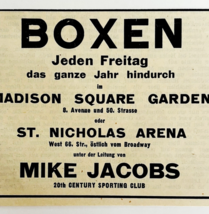 BOXEN
Jeden Freitag
das ganze Jahr hindurch
im
MADISON SQUARE GARDEN
8. Avenue und 50. Strasse
oder
ST. NICHOLAS ARENA
West 66. Str., östlich vom Broadway
unter der Leitung von
MIKE JACOBS
20th CENTURY SPORTING CLUB